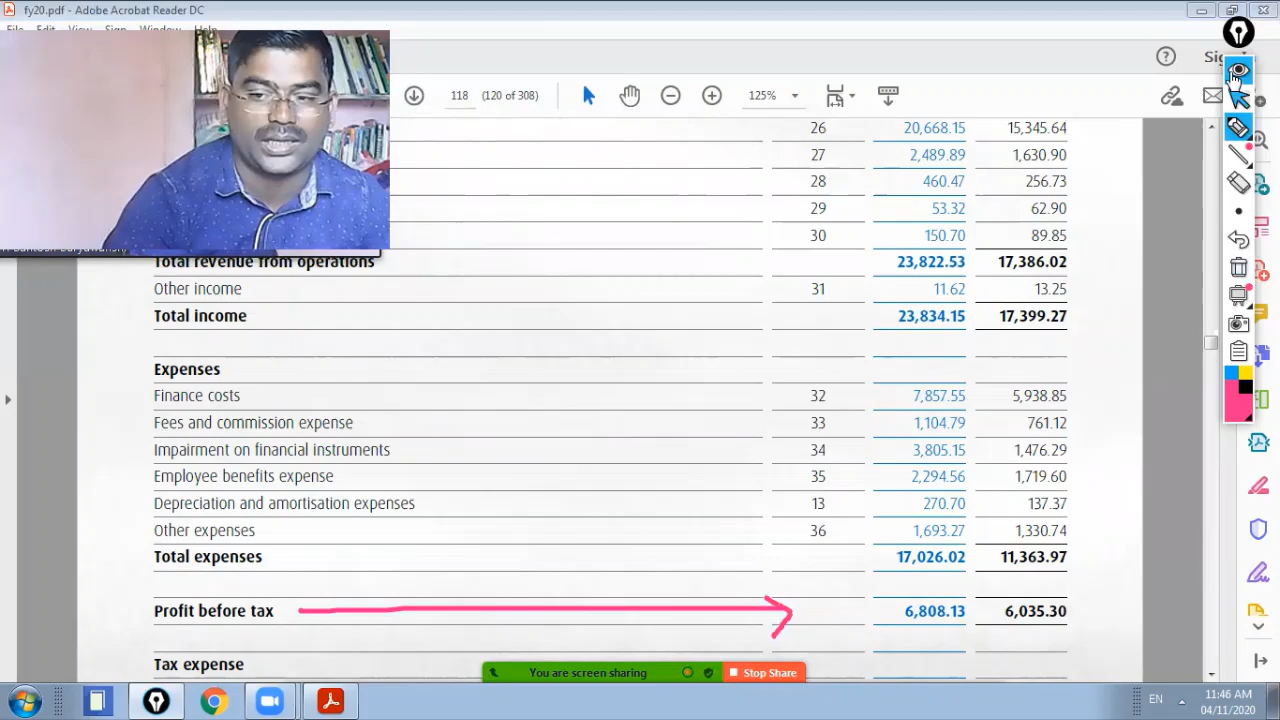 fy20.pdf - Adobe Acrobat Reader DC
File Edit View Sign Window Help
118 (120 of 308) 125%
26 20,668.15 15,345.64
27 2,489.89 1,630.90
28 460.47 256.73
29 53.32 62.90
30 150.70 89.85
Total revenue from operations 23,822.53 17,386.02
Other income 31 11.62 13.25
Total income 23,834.15 17,399.27
Expenses
Finance costs 32 7,857.55 5,938.85
Fees and commission expense 33 1,104.79 761.12
Impairment on financial instruments 34 3,805.15 1,476.29
Employee benefits expense 35 2,294.56 1,719.60
Depreciation and amortisation expenses 13 270.70 137.37
Other expenses 36 1,693.27 1,330.74
Total expenses 17,026.02 11,363.97
Profit before tax 6,808.13 6,035.30
Tax expense
You are screen sharing Stop Share
EN 11:46 AM
04/11/2020